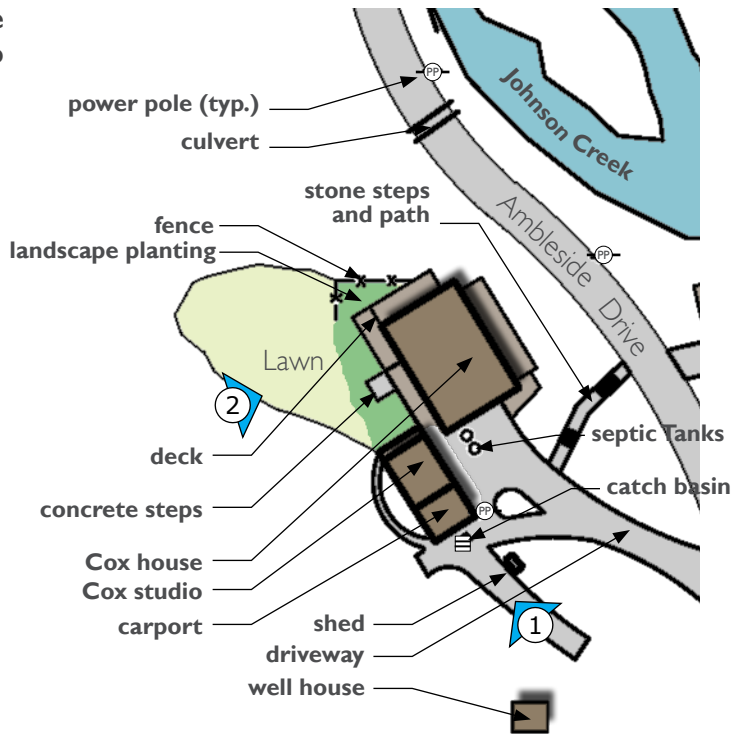 e
PP
power pole (typ.)
culvert
Johnson Creek
stone steps
and path
Ambleside Drive
fence
landscape planting
PP
Lawn
2
deck
septic Tanks
catch basin
concrete steps
PP
Cox house
Cox studio
carport
shed
1
driveway
well house